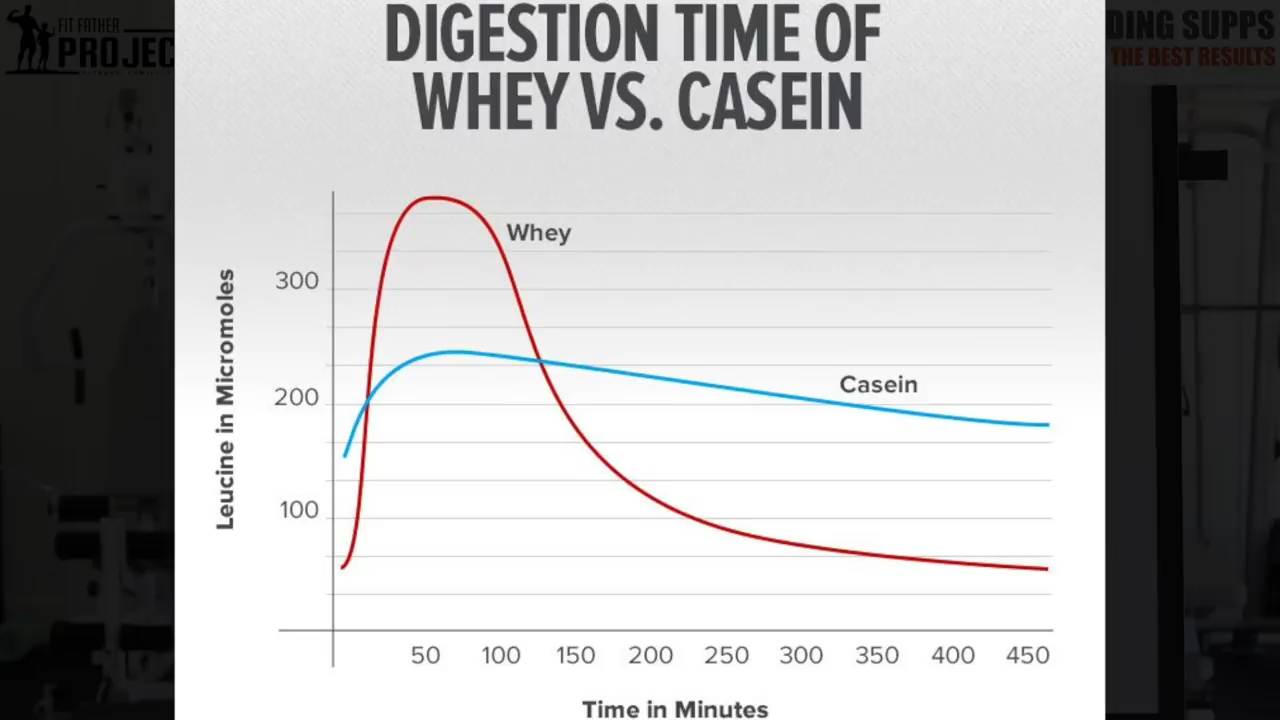 DIGESTION TIME OF
WHEY VS. CASEIN
FIT FATHER
PROJEC
DING SUPPS
THE BEST RESULTS
Whey
Casein
Leucine in Micromoles
300
200
100
50 100 150 200 250 300 350 400 450
Time in Minutes